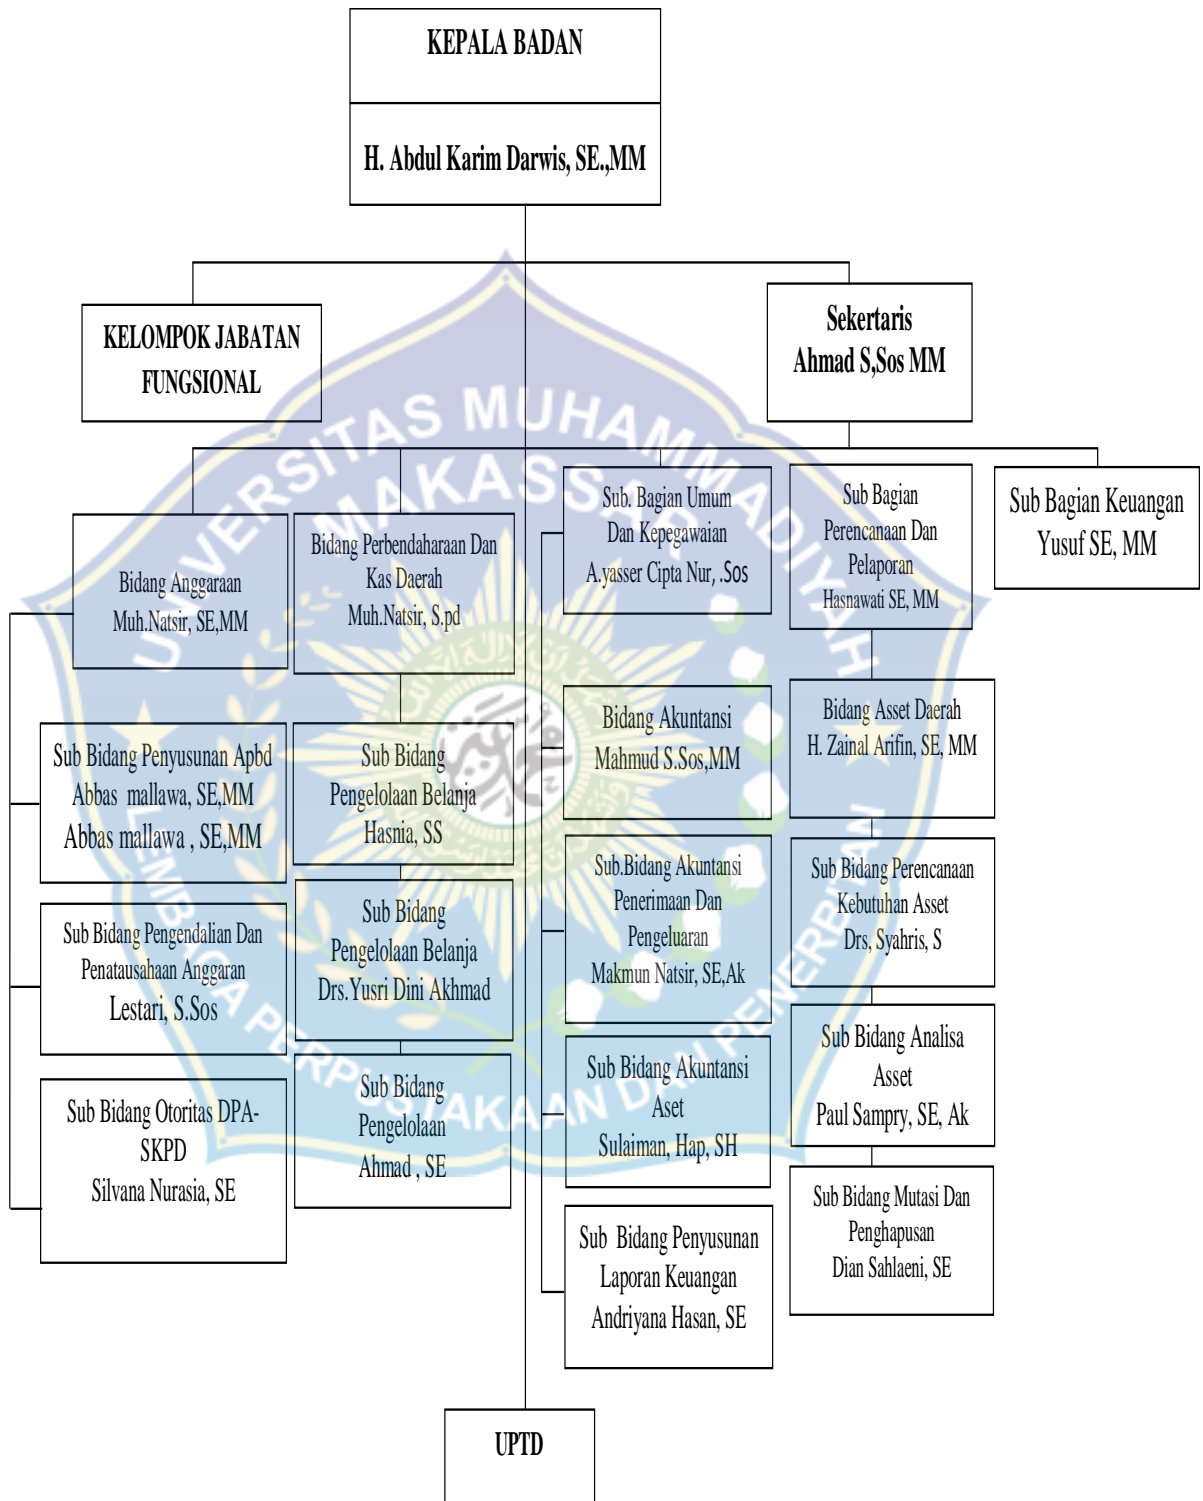 KEPALA BADAN
H. Abdul Karim Darwis, SE.,MM
KELOMPOK JABATAN
FUNGSIONAL
Sekertaris
Ahmad S,Sos MM
Bidang Anggaraan
Muh.Natsir, SE,MM
Bidang Perbendaharaan Dan
Kas Daerah
Muh.Natsir, S.pd
Sub. Bagian Umum
Dan Kepegawaian
A.yasser Cipta Nur, .Sos
Sub Bagian
Perencanaan Dan
Pelaporan
Hasnawati SE, MM
Sub Bagian Keuangan
Yusuf SE, MM
Sub Bidang Penyusunan Apbd
Abbas mallawa, SE,MM
Abbas mallawa , SE,MM
Sub Bidang
Pengelolaan Belanja
Hasnia, SS
Bidang Akuntansi
Mahmud S.Sos,MM
Bidang Asset Daerah
H. Zainal Arifin, SE, MM
Sub Bidang Pengendalian Dan
Penatausahaan Anggaran
Lestari, S.Sos
Sub Bidang
Pengelolaan Belanja
Drs.Yusri Dini Akhmad
Sub.Bidang Akuntansi
Penerimaan Dan
Pengeluaran
Makmun Natsir, SE,Ak
Sub Bidang Perencanaan
Kebutuhan Asset
Drs, Syahris, S
Sub Bidang Otoritas DPA-
SKPD
Silvana Nurasia, SE
Sub Bidang
Pengelolaan
Ahmad , SE
Sub Bidang Akuntansi
Aset
Sulaiman, Hap, SH
Sub Bidang Analisa
Asset
Paul Sampry, SE, Ak
Sub Bidang Penyusunan
Laporan Keuangan
Andriyana Hasan, SE
Sub Bidang Mutasi Dan
Penghapusan
Dian Sahlaeni, SE
UPTD
UNIVERSITAS MUHAMMADIYAH
MAKASSAR
LEMBAGA PERPUSTAKAAN DAN PENERBITAN